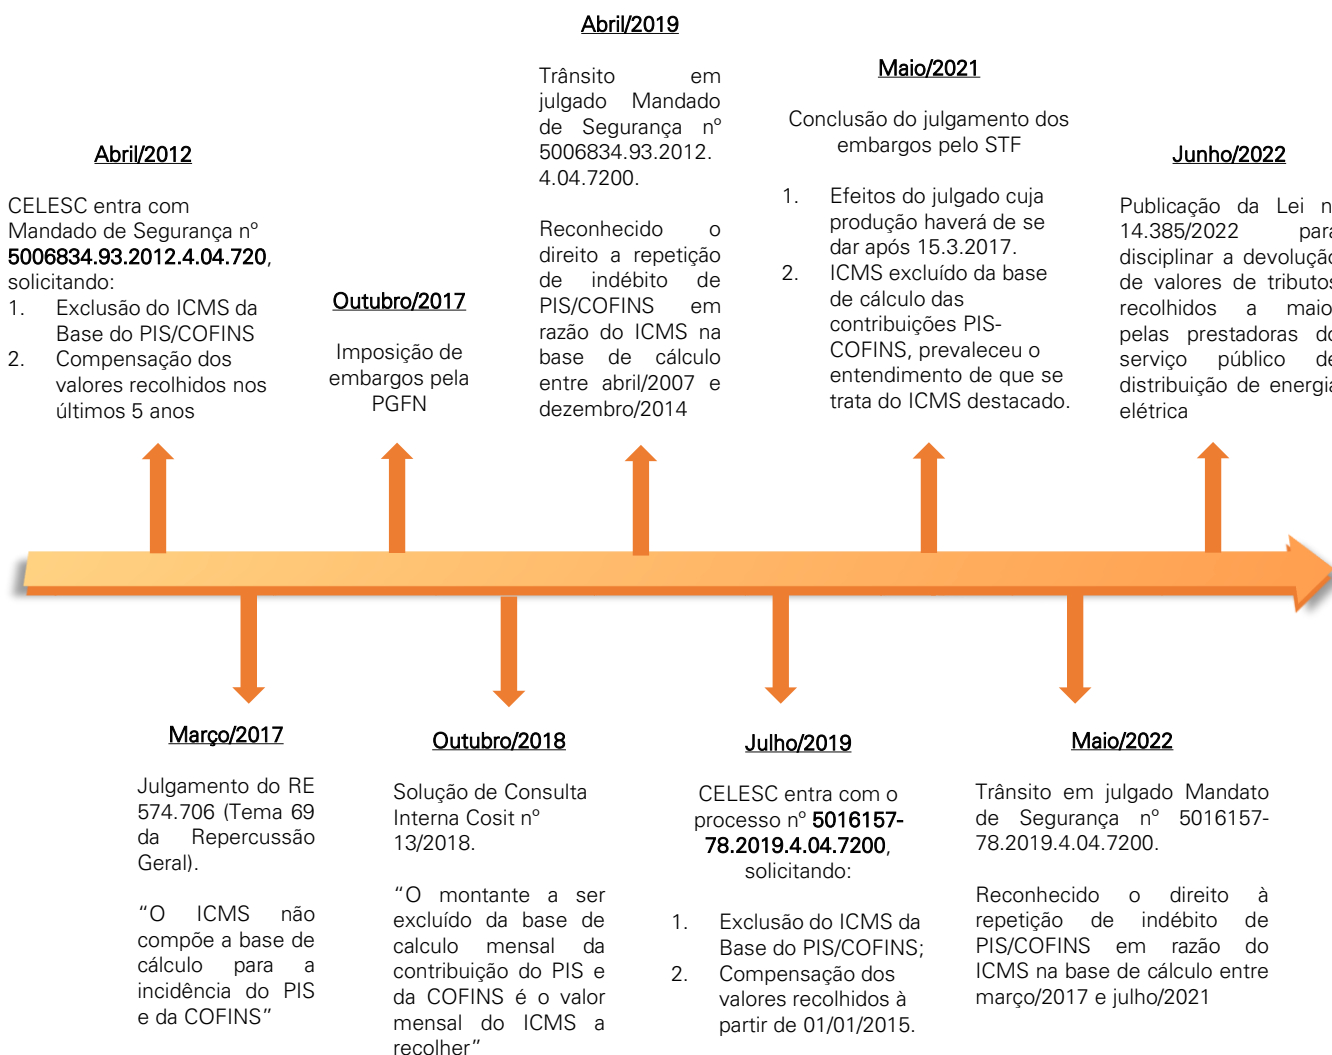 Abril/2012
CELESC entra com
Mandado de Segurança nº
5006834.93.2012.4.04.720,
solicitando:
1. Exclusão do ICMS da
Base do PIS/COFINS
2. Compensação dos
valores recolhidos nos
últimos 5 anos
Outubro/2017
Imposição de
embargos pela
PGFN
Abril/2019
Trânsito em
julgado Mandado
de Segurança nº
5006834.93.2012.
4.04.7200.
Reconhecido o
direito a repetição
de indébito de
PIS/COFINS em
razão do ICMS na
base de cálculo
entre abril/2007 e
dezembro/2014
Maio/2021
Conclusão do julgamento dos
embargos pelo STF
1. Efeitos do julgado cuja
produção haverá de se
dar após 15.3.2017.
2. ICMS excluído da base
de cálculo das
contribuições PIS-
COFINS, prevaleceu o
entendimento de que se
trata do ICMS destacado.
Junho/2022
Publicação da Lei n
14.385/2022 para
disciplinar a devolução
de valores de tributos
recolhidos a maio
pelas prestadoras do
serviço público de
distribuição de energia
elétrica
Março/2017
Julgamento do RE
574.706 (Tema 69
da Repercussão
Geral).
“O ICMS não
compõe a base de
cálculo para a
incidência do PIS
e da COFINS”
Outubro/2018
Solução de Consulta
Interna Cosit nº
13/2018.
“O montante a ser
excluído da base de
calculo mensal da
contribuição do PIS e
da COFINS é o valor
mensal do ICMS a
recolher”
Julho/2019
CELESC entra com o
processo nº 5016157-
78.2019.4.04.7200,
solicitando:
1. Exclusão do ICMS da
Base do PIS/COFINS;
2. Compensação dos
valores recolhidos à
partir de 01/01/2015.
Maio/2022
Trânsito em julgado Mandato
de Segurança nº 5016157-
78.2019.4.04.7200.
Reconhecido o direito à
repetição de indébito de
PIS/COFINS em razão do
ICMS na base de cálculo entre
março/2017 e julho/2021